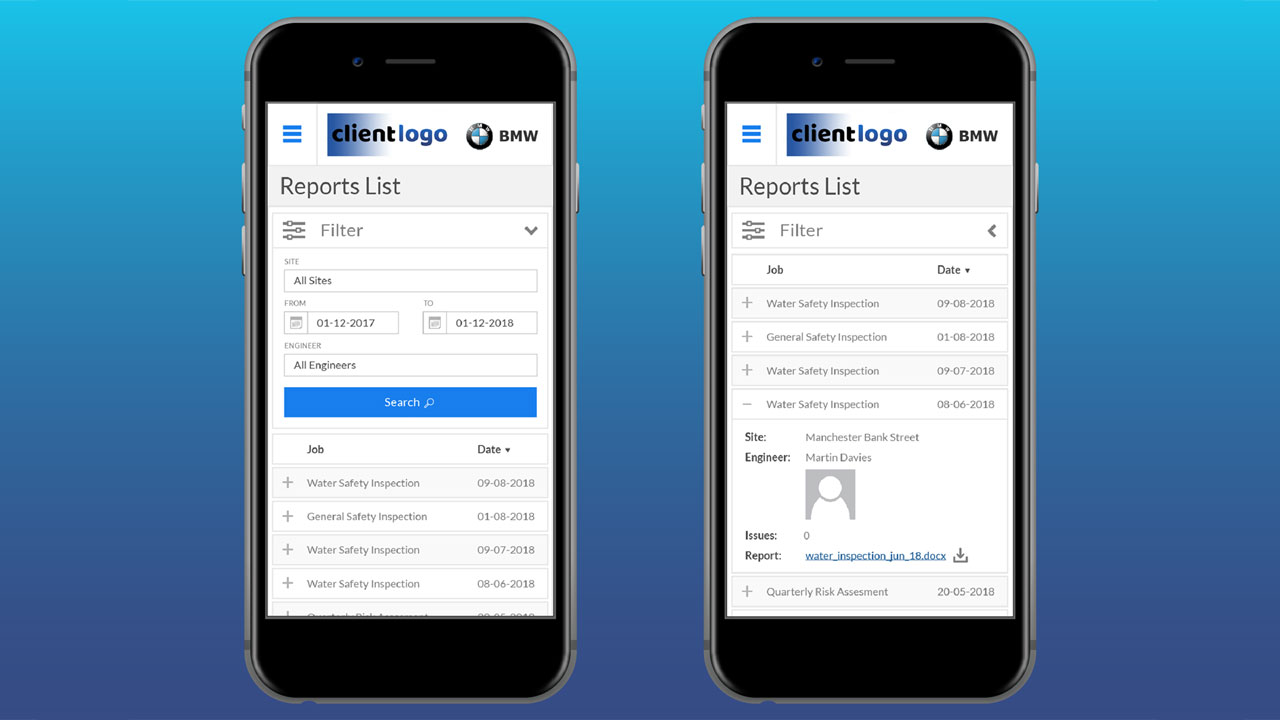 clientlogo BMW
Reports List
Filter
SITE
All Sites
FROM TO
01-12-2017 01-12-2018
ENGINEER
All Engineers
Search
Job Date
Water Safety Inspection 09-08-2018
General Safety Inspection 01-08-2018
Water Safety Inspection 09-07-2018
Water Safety Inspection 08-06-2018
clientlogo BMW
Reports List
Filter
Job Date
Water Safety Inspection 09-08-2018
General Safety Inspection 01-08-2018
Water Safety Inspection 09-07-2018
Water Safety Inspection 08-06-2018
Site: Manchester Bank Street
Engineer: Martin Davies
Issues: 0
Report: water_inspection_jun_18.docx
Quarterly Risk Assesment 20-05-2018